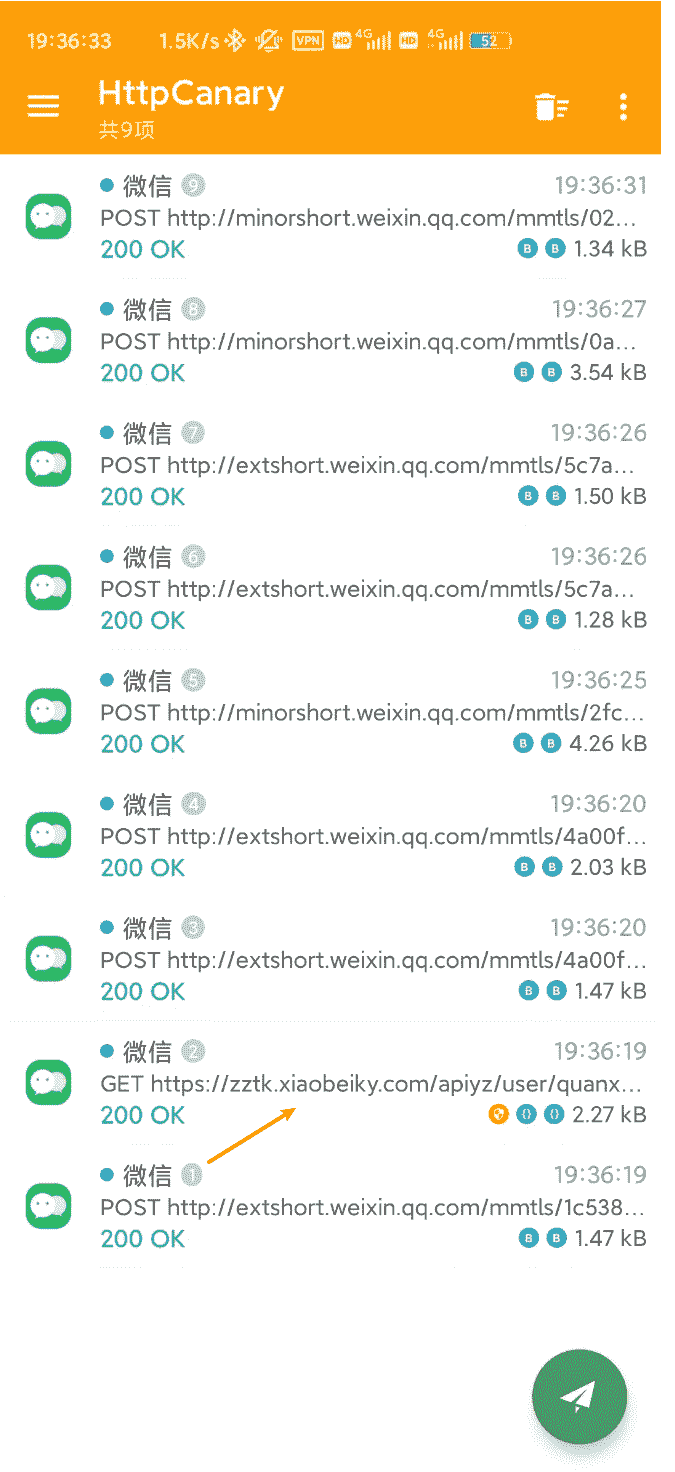 19:36:33 1.5K/s VPN HD 4G HD 4G 52
HttpCanary
共9项
微信 9 19:36:31
POST http://minorshort.weixin.qq.com/mmtls/02...
200 OK B B 1.34 kB
微信 8 19:36:27
POST http://minorshort.weixin.qq.com/mmtls/0a...
200 OK B B 3.54 kB
微信 7 19:36:26
POST http://extshort.weixin.qq.com/mmtls/5c7a...
200 OK B B 1.50 kB
微信 6 19:36:26
POST http://extshort.weixin.qq.com/mmtls/5c7a...
200 OK B B 1.28 kB
微信 5 19:36:25
POST http://minorshort.weixin.qq.com/mmtls/2fc...
200 OK B B 4.26 kB
微信 4 19:36:20
POST http://extshort.weixin.qq.com/mmtls/4a00f...
200 OK B B 2.03 kB
微信 3 19:36:20
POST http://extshort.weixin.qq.com/mmtls/4a00f...
200 OK B B 1.47 kB
微信 2 19:36:19
GET https://zztk.xiaobeiky.com/apiyz/user/quanx...
200 OK {} {} 2.27 kB
微信 1 19:36:19
POST http://extshort.weixin.qq.com/mmtls/1c538...
200 OK B B 1.47 kB